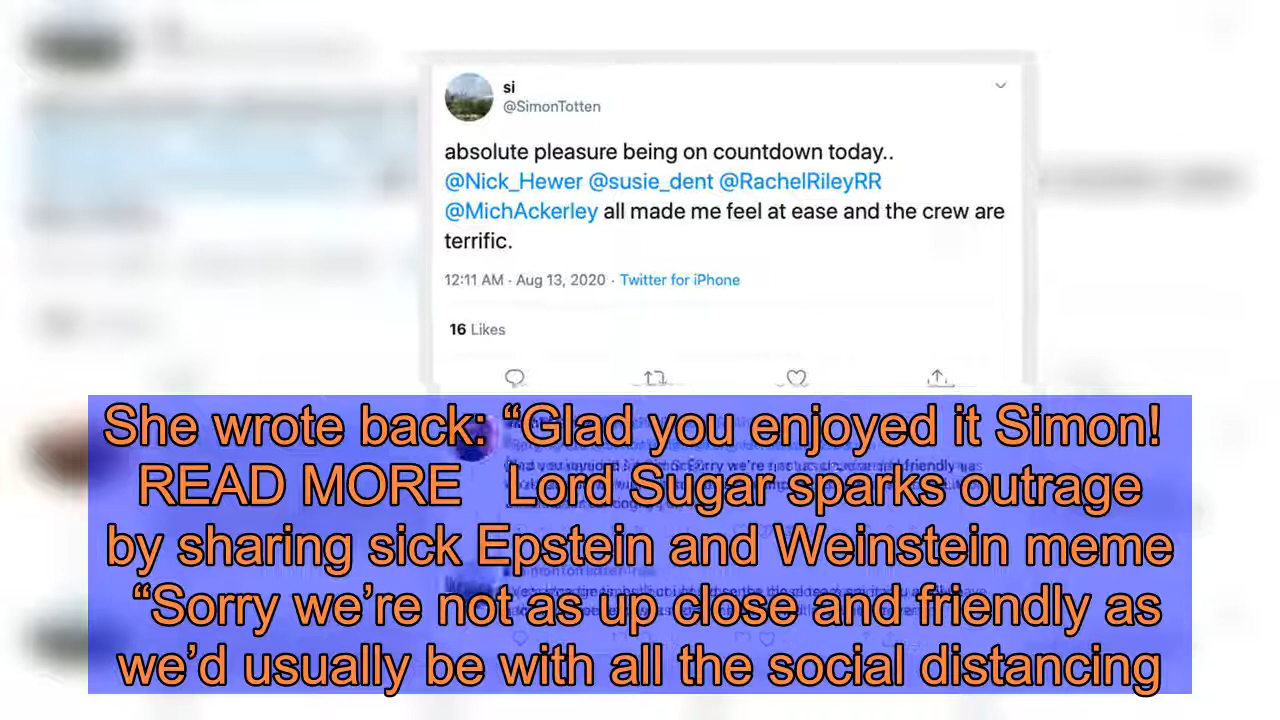 si
@SimonTotten
absolute pleasure being on countdown today..
@Nick_Hewer @susie_dent @RachelRileyRR
@MichAckerley all made me feel at ease and the crew are
terrific.
12:11 AM · Aug 13, 2020 · Twitter for iPhone
16 Likes
She wrote back: “Glad you enjoyed it Simon!
READ MORE Lord Sugar sparks outrage
by sharing sick Epstein and Weinstein meme
“Sorry we’re not as up close and friendly as
we’d usually be with all the social distancing